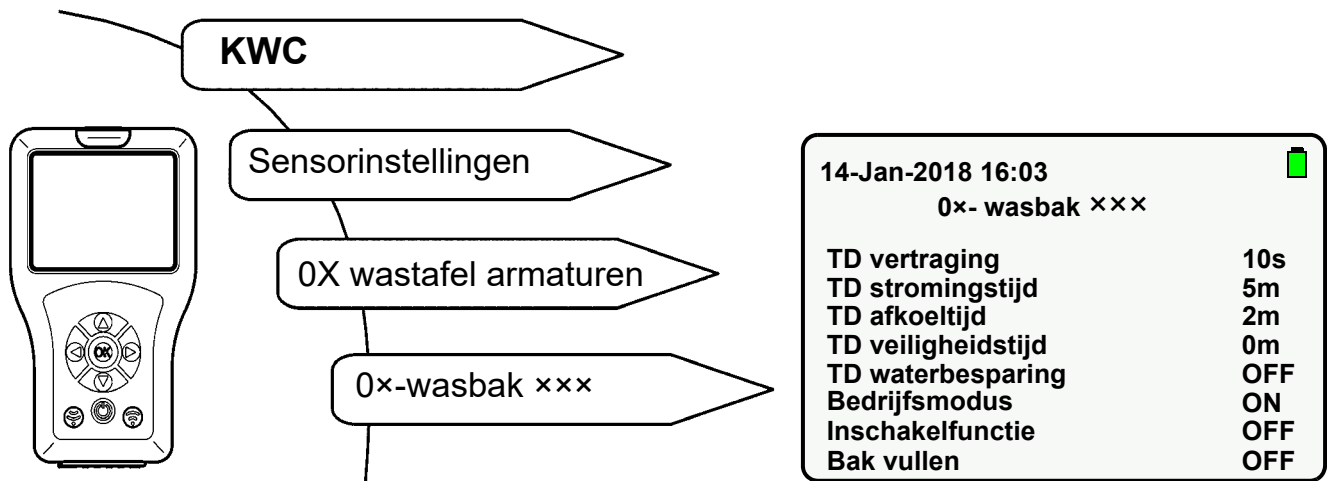 KWC
Sensorinstellingen
0X wastafel armaturen
0×-wasbak ×××
OK
14-Jan-2018 16:03
0×- wasbak ×××
TD vertraging 10s
TD stromingstijd 5m
TD afkoeltijd 2m
TD veiligheidstijd 0m
TD waterbesparing OFF
Bedrijfsmodus ON
Inschakelfunctie OFF
Bak vullen OFF